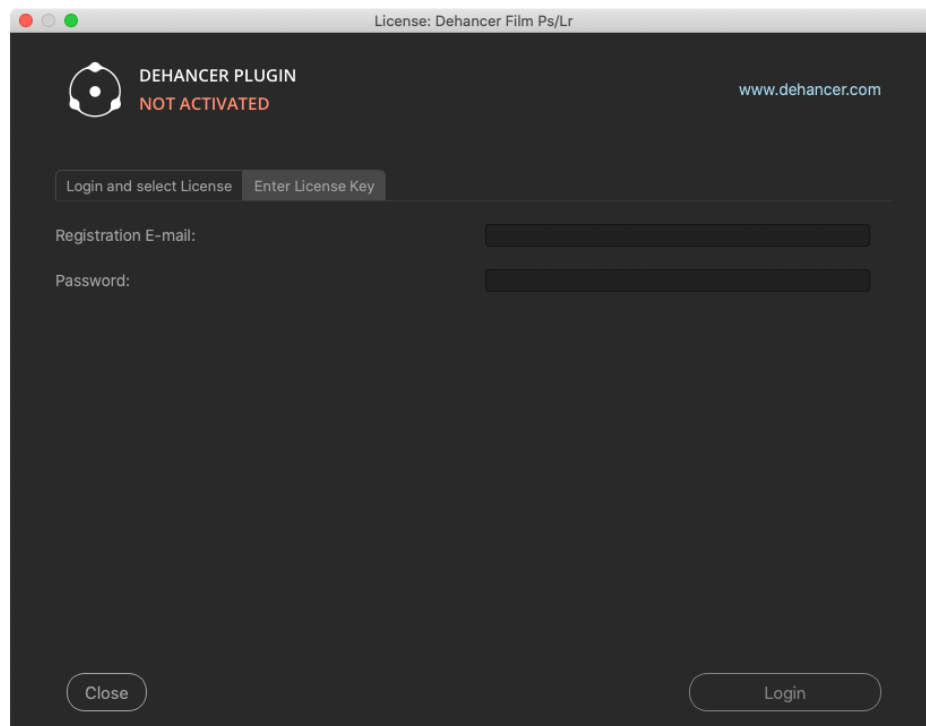 License: Dehancer Film Ps/Lr
DEHANCER PLUGIN
NOT ACTIVATED
www.dehancer.com
Login and select License Enter License Key
Registration E-mail:
Password:
Close Login